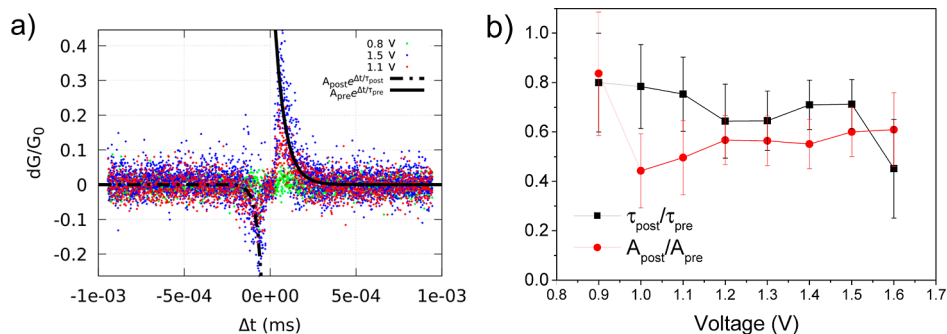 a)
dG/G0
0.4
0.3
0.2
0.1
0
-0.1
-0.2
0.8 V
1.5 V
1.1 V
Aposte^Δt/τpost
Apree^Δt/τpre
-1e-03 -5e-04 0e+00 5e-04 1e-03
Δt (ms)
b)
1.0
0.8
0.6
0.4
0.2
0.0
τpost/τpre
Apost/Apre
0.8 0.9 1.0 1.1 1.2 1.3 1.4 1.5 1.6 1.7
Voltage (V)